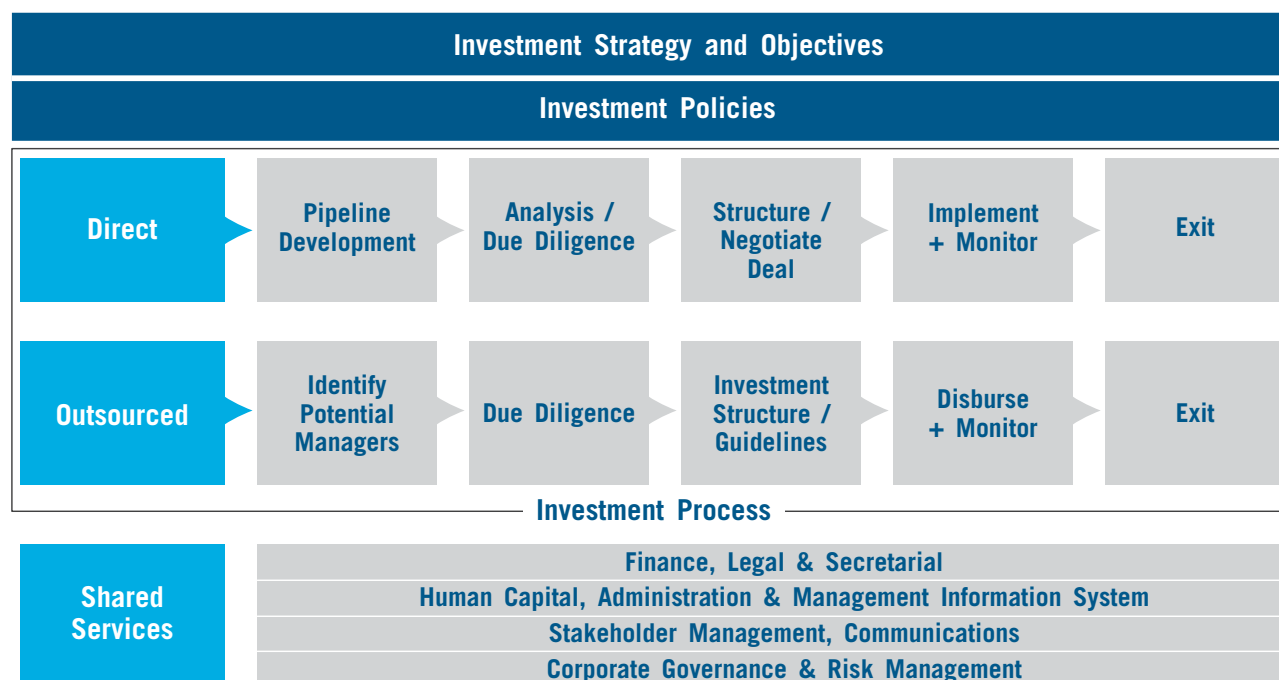 Investment Strategy and Objectives
Investment Policies
Direct
Pipeline
Development
Analysis /
Due Diligence
Structure /
Negotiate
Deal
Implement
+ Monitor
Exit
Outsourced
Identify
Potential
Managers
Due Diligence
Investment
Structure /
Guidelines
Disburse
+ Monitor
Exit
Investment Process
Shared
Services
Finance, Legal & Secretarial
Human Capital, Administration & Management Information System
Stakeholder Management, Communications
Corporate Governance & Risk Management